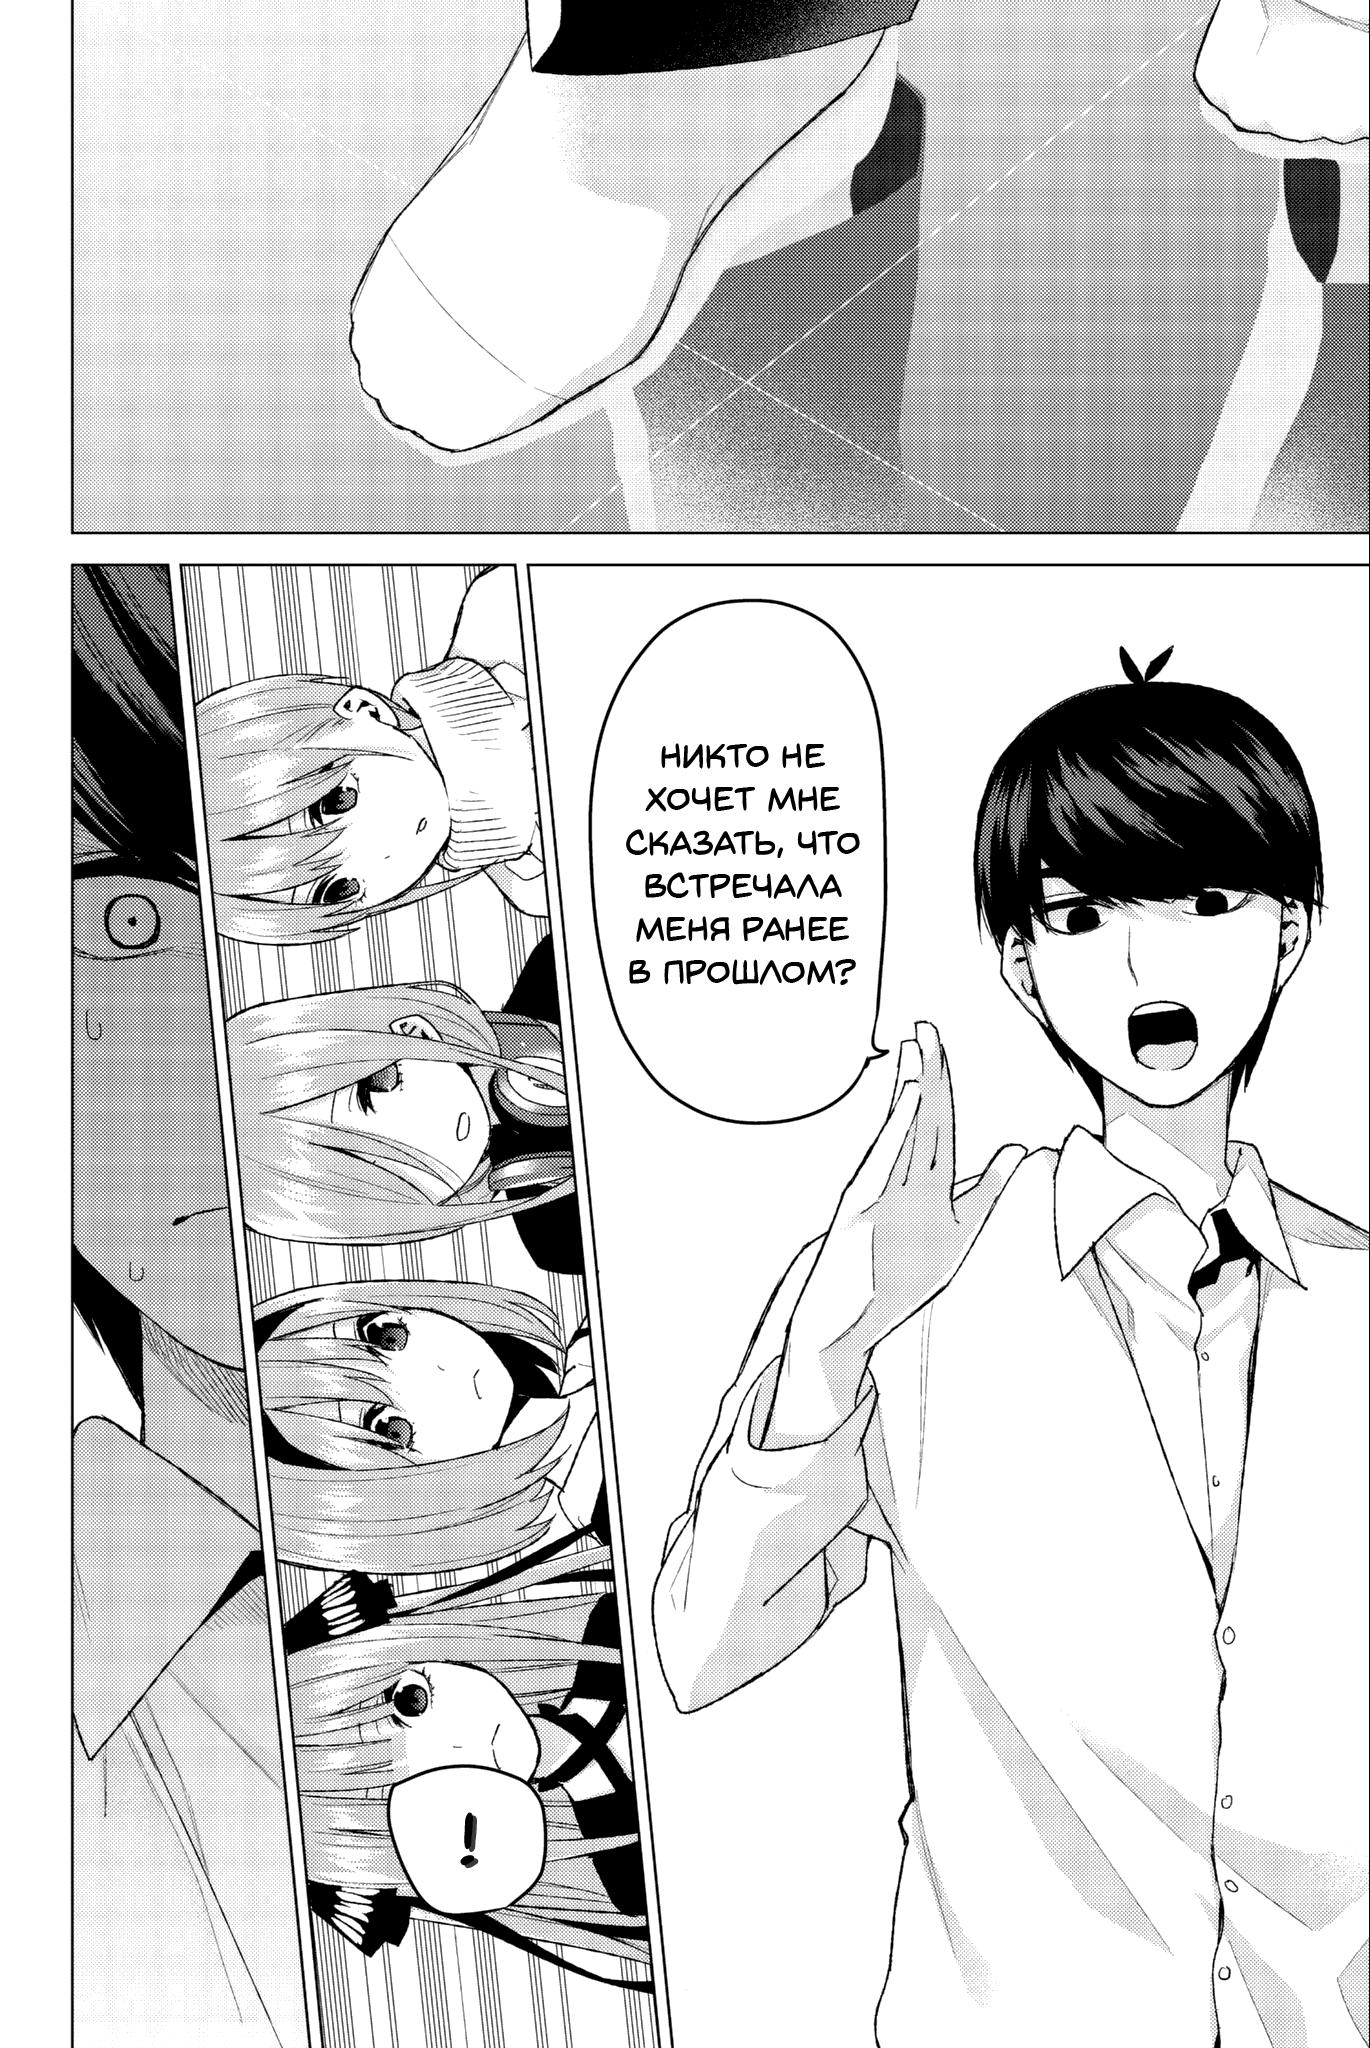 НИКТО НЕ
ХОЧЕТ МНЕ
СКАЗАТЬ, ЧТО
ВСТРЕЧАЛА
МЕНЯ РАНЕЕ
В ПРОШЛОМ?
!